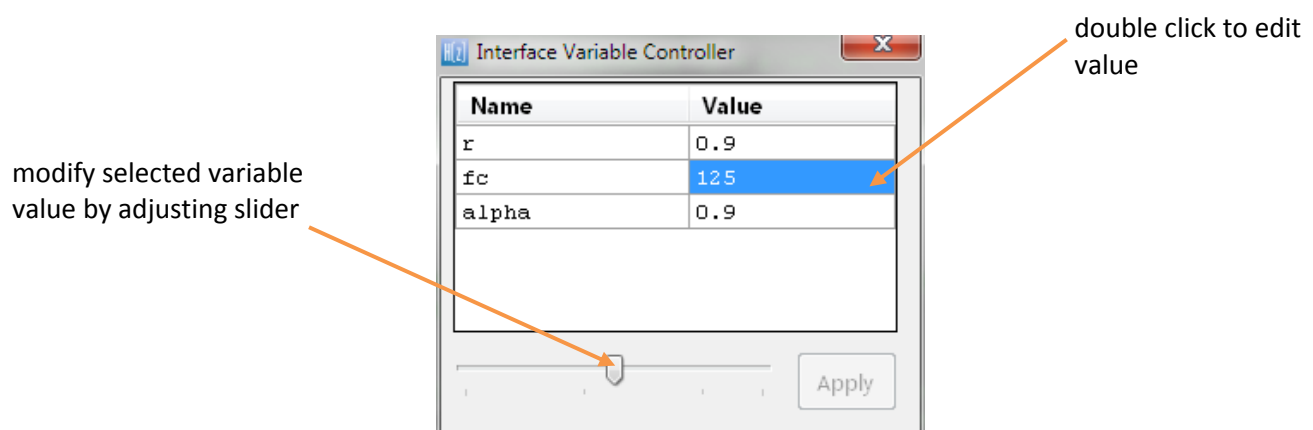 double click to edit
value
H(z) Interface Variable Controller
Name Value
r 0.9
fc 125
alpha 0.9
modify selected variable
value by adjusting slider
Apply